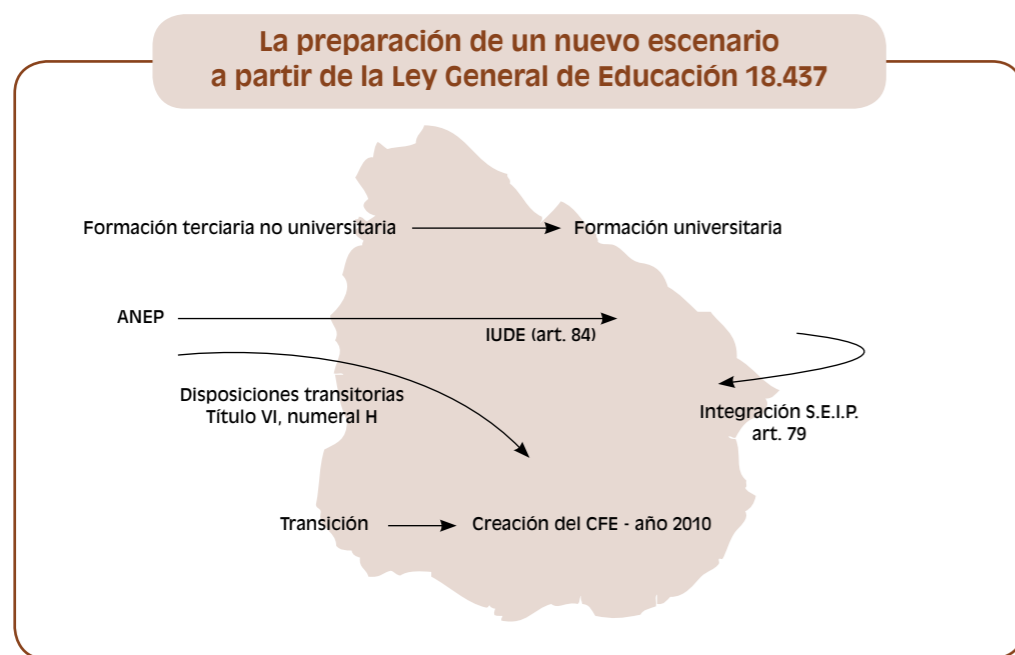 La preparación de un nuevo escenario
a partir de la Ley General de Educación 18.437
Formación terciaria no universitaria
Formación universitaria
ANEP
IUDE (art. 84)
Disposiciones transitorias
Título VI, numeral H
Integración S.E.I.P.
art. 79
Transición
Creación del CFE - año 2010